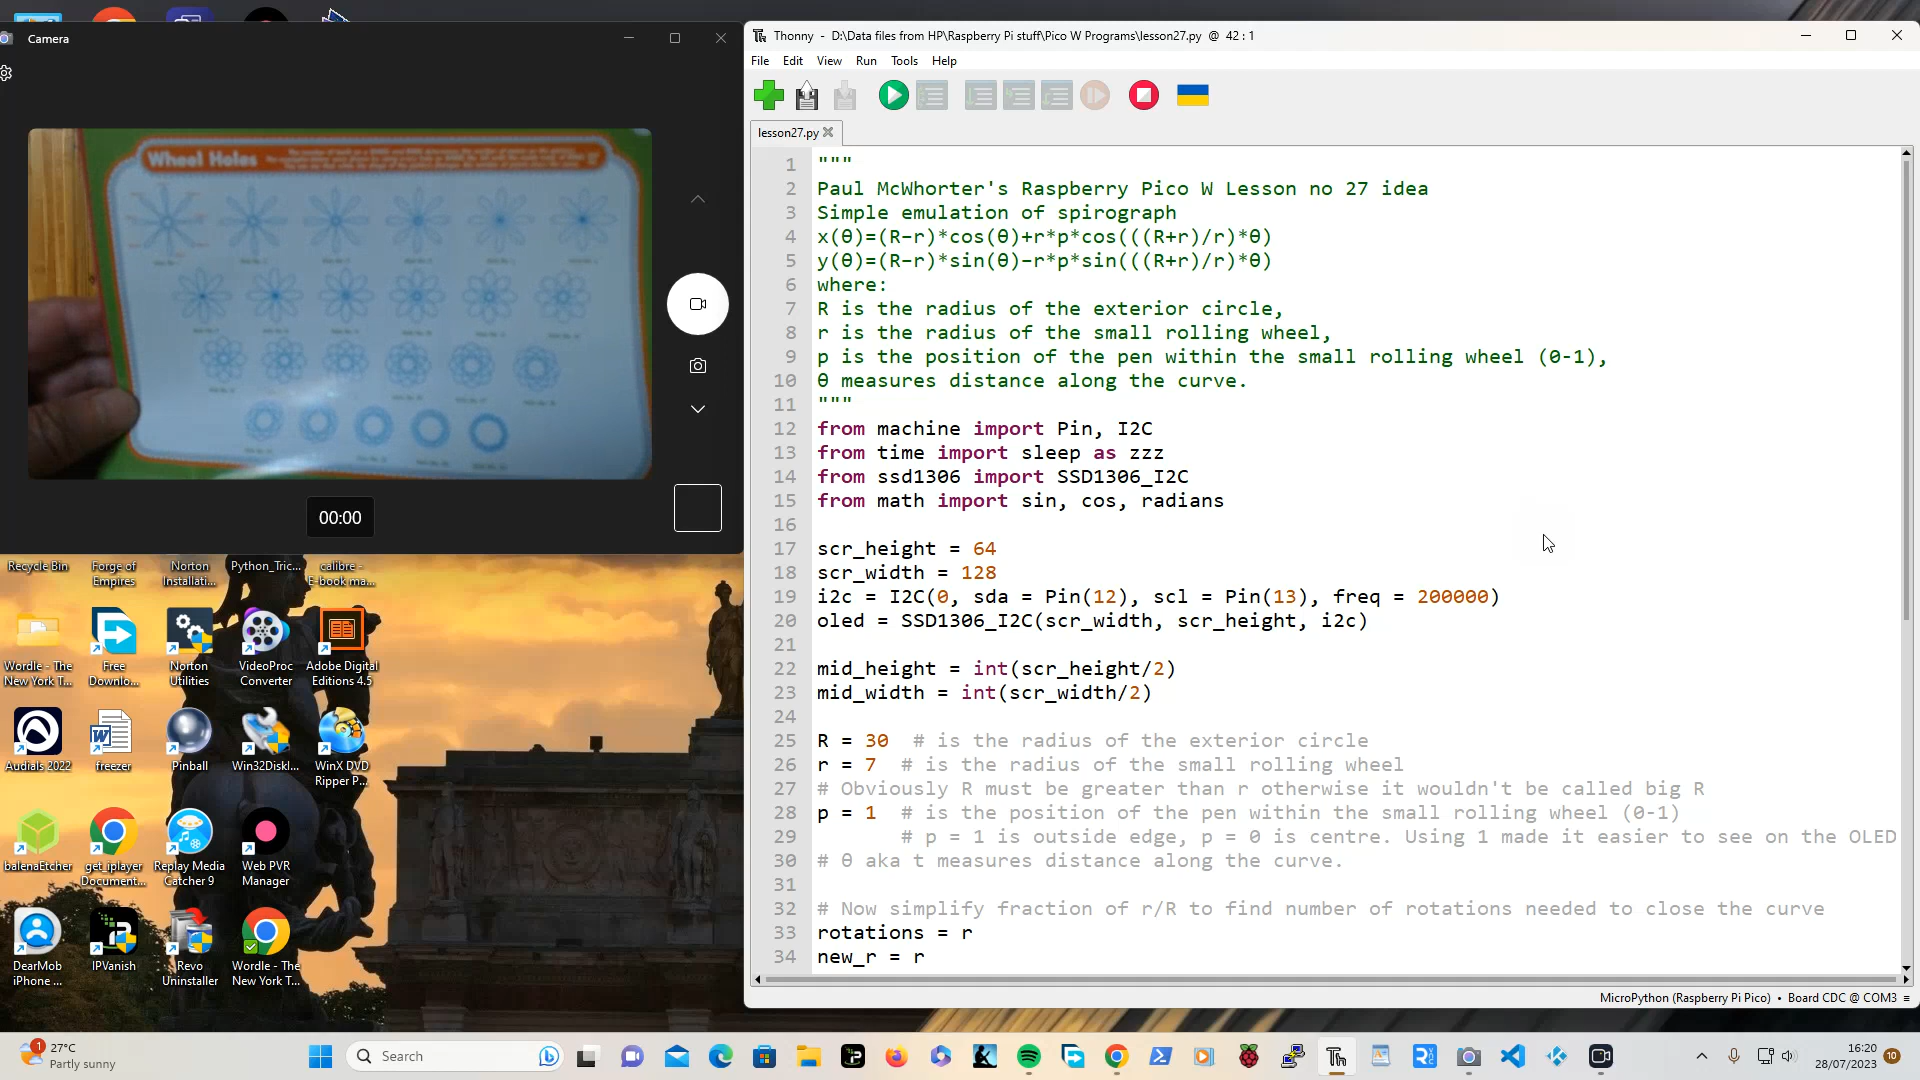 Camera
Wheel Holes
00:00
Recycle Bin
Forge of
Empires
Norton
Installati...
Python_Tric...
calibre -
E-book ma...
Wordle - The
New York T...
Free
Downlo...
Norton
Utilities
VideoProc
Converter
Adobe Digital
Editions 4.5
Audials 2022
freezer
Pinball
Win32DiskI...
WinX DVD
Ripper P...
balenaEtcher
get_iplayer
Document...
Replay Media
Catcher 9
Web PVR
Manager
DearMob
iPhone ...
IPVanish
Revo
Uninstaller
Wordle - The
New York T...
Thonny - D:\Data files from HP\Raspberry Pi stuff\Pico W Programs\lesson27.py @ 42 : 1
File Edit View Run Tools Help
lesson27.py
1 """
2 Paul McWhorter's Raspberry Pico W Lesson no 27 idea
3 Simple emulation of spirograph
4 x(θ)=(R−r)*cos(θ)+r*p*cos(((R+r)/r)*θ)
5 y(θ)=(R−r)*sin(θ)−r*p*sin(((R+r)/r)*θ)
6 where:
7 R is the radius of the exterior circle,
8 r is the radius of the small rolling wheel,
9 p is the position of the pen within the small rolling wheel (0-1),
10 θ measures distance along the curve.
11 """
12 from machine import Pin, I2C
13 from time import sleep as zzz
14 from ssd1306 import SSD1306_I2C
15 from math import sin, cos, radians
16
17 scr_height = 64
18 scr_width = 128
19 i2c = I2C(0, sda = Pin(12), scl = Pin(13), freq = 200000)
20 oled = SSD1306_I2C(scr_width, scr_height, i2c)
21
22 mid_height = int(scr_height/2)
23 mid_width = int(scr_width/2)
24
25 R = 30 # is the radius of the exterior circle
26 r = 7 # is the radius of the small rolling wheel
27 # Obviously R must be greater than r otherwise it wouldn't be called big R
28 p = 1 # is the position of the pen within the small rolling wheel (0-1)
29 # p = 1 is outside edge, p = 0 is centre. Using 1 made it easier to see on the OLED
30 # θ aka t measures distance along the curve.
31
32 # Now simplify fraction of r/R to find number of rotations needed to close the curve
33 rotations = r
34 new_r = r
MicroPython (Raspberry Pi Pico) • Board CDC @ COM3
1
27°C
Partly sunny
Search
16:20
28/07/2023
10